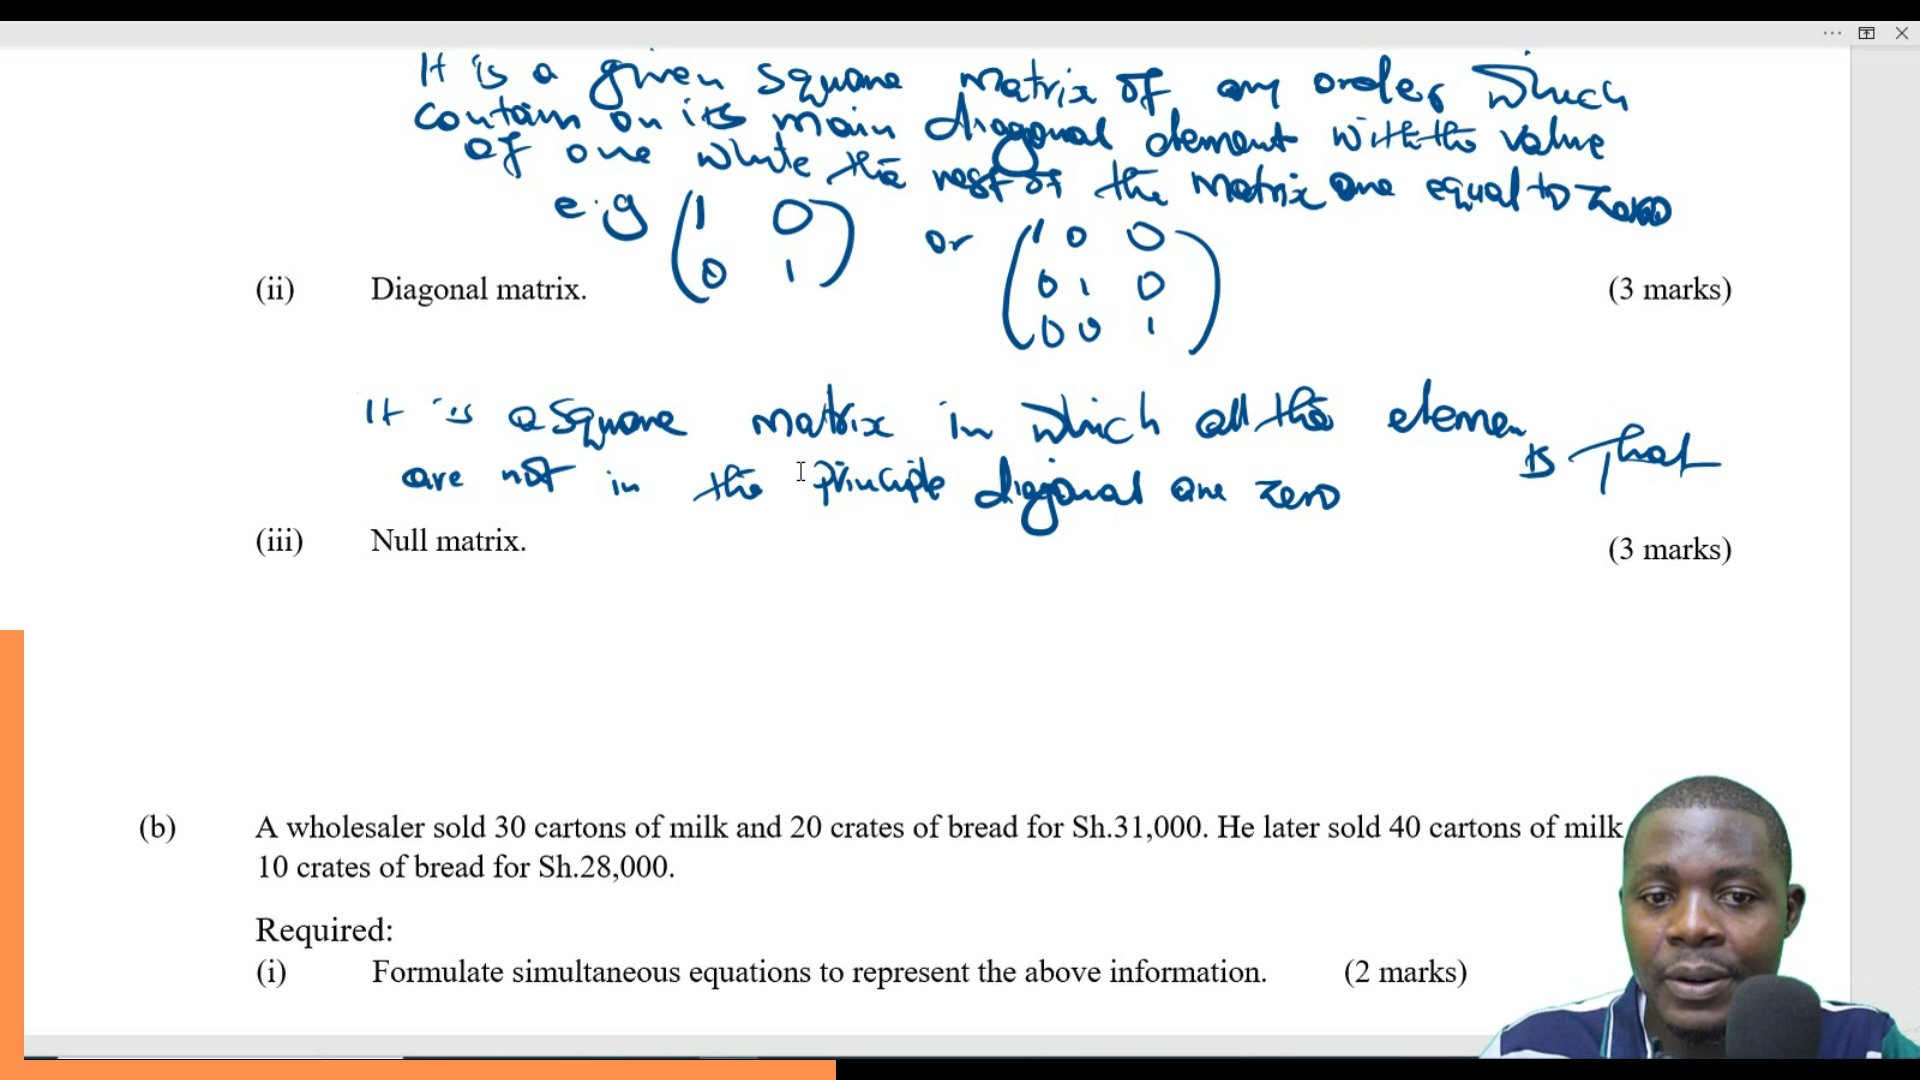 It is a given square matrix of any order which
contain on its main diagonal element with the value
of one while the rest of the matrix are equal to zero
e.g (1 0 or (1 0 0
0 1) 0 1 0
0 0 1)
(ii) Diagonal matrix. (3 marks)
It is a square matrix in which all the elements that
are not in the principle diagonal are zero
(iii) Null matrix. (3 marks)
(b) A wholesaler sold 30 cartons of milk and 20 crates of bread for Sh.31,000. He later sold 40 cartons of milk
10 crates of bread for Sh.28,000.
Required:
(i) Formulate simultaneous equations to represent the above information. (2 marks)